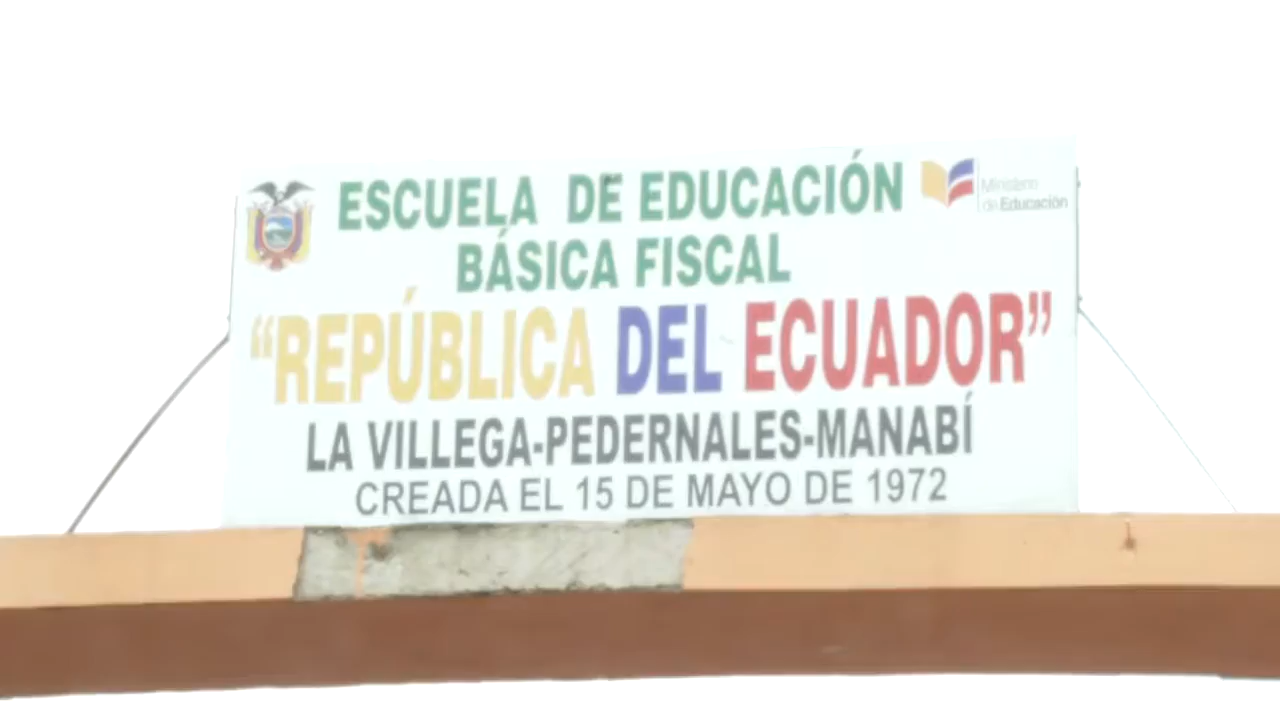 ESCUELA DE EDUCACIÓN
Ministerio
de Educación
BÁSICA FISCAL
“REPÚBLICA DEL ECUADOR”
LA VILLEGA-PEDERNALES-MANABÍ
CREADA EL 15 DE MAYO DE 1972